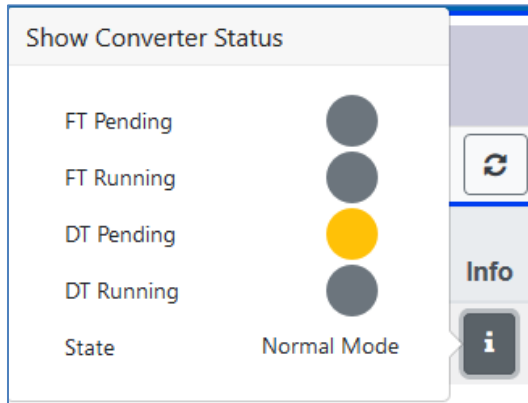 Show Converter Status
FT Pending
FT Running
DT Pending
DT Running
State Normal Mode
Info
i